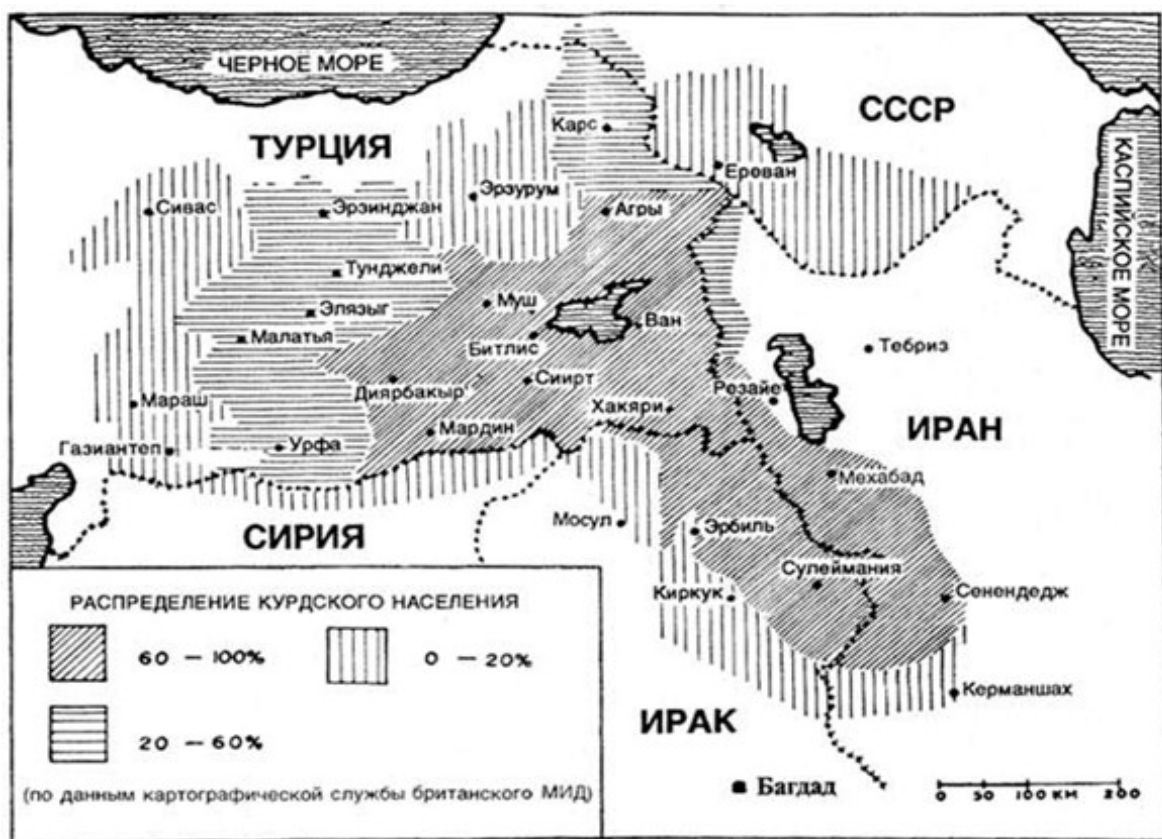 ЧЕРНОЕ МОРЕ
СССР
ТУРЦИЯ
Карс
Ерован
КАСПИЙСКОЕ МОРЕ
Сивас
Эрзинджан
Эрзурум
Агры
Тунджели
Муш
Элязыг
Ван
Малатья
Битлис
Тебриз
Диярбакыр
Сиирт
Резайе
Мараш
Хакяри
ИРАН
Мардин
Газиантеп
Урфа
Мехабад
Мосул
Эрбиль
СИРИЯ
Сулеймания
Киркук
Сенендедж
РАСПРЕДЕЛЕНИЕ КУРДСКОГО НАСЕЛЕНИЯ
60 — 100%
0 — 20%
20 — 60%
(по данным картографической службы британского МИД)
Керманшах
ИРАК
Багдад
0 50 100 КМ 200